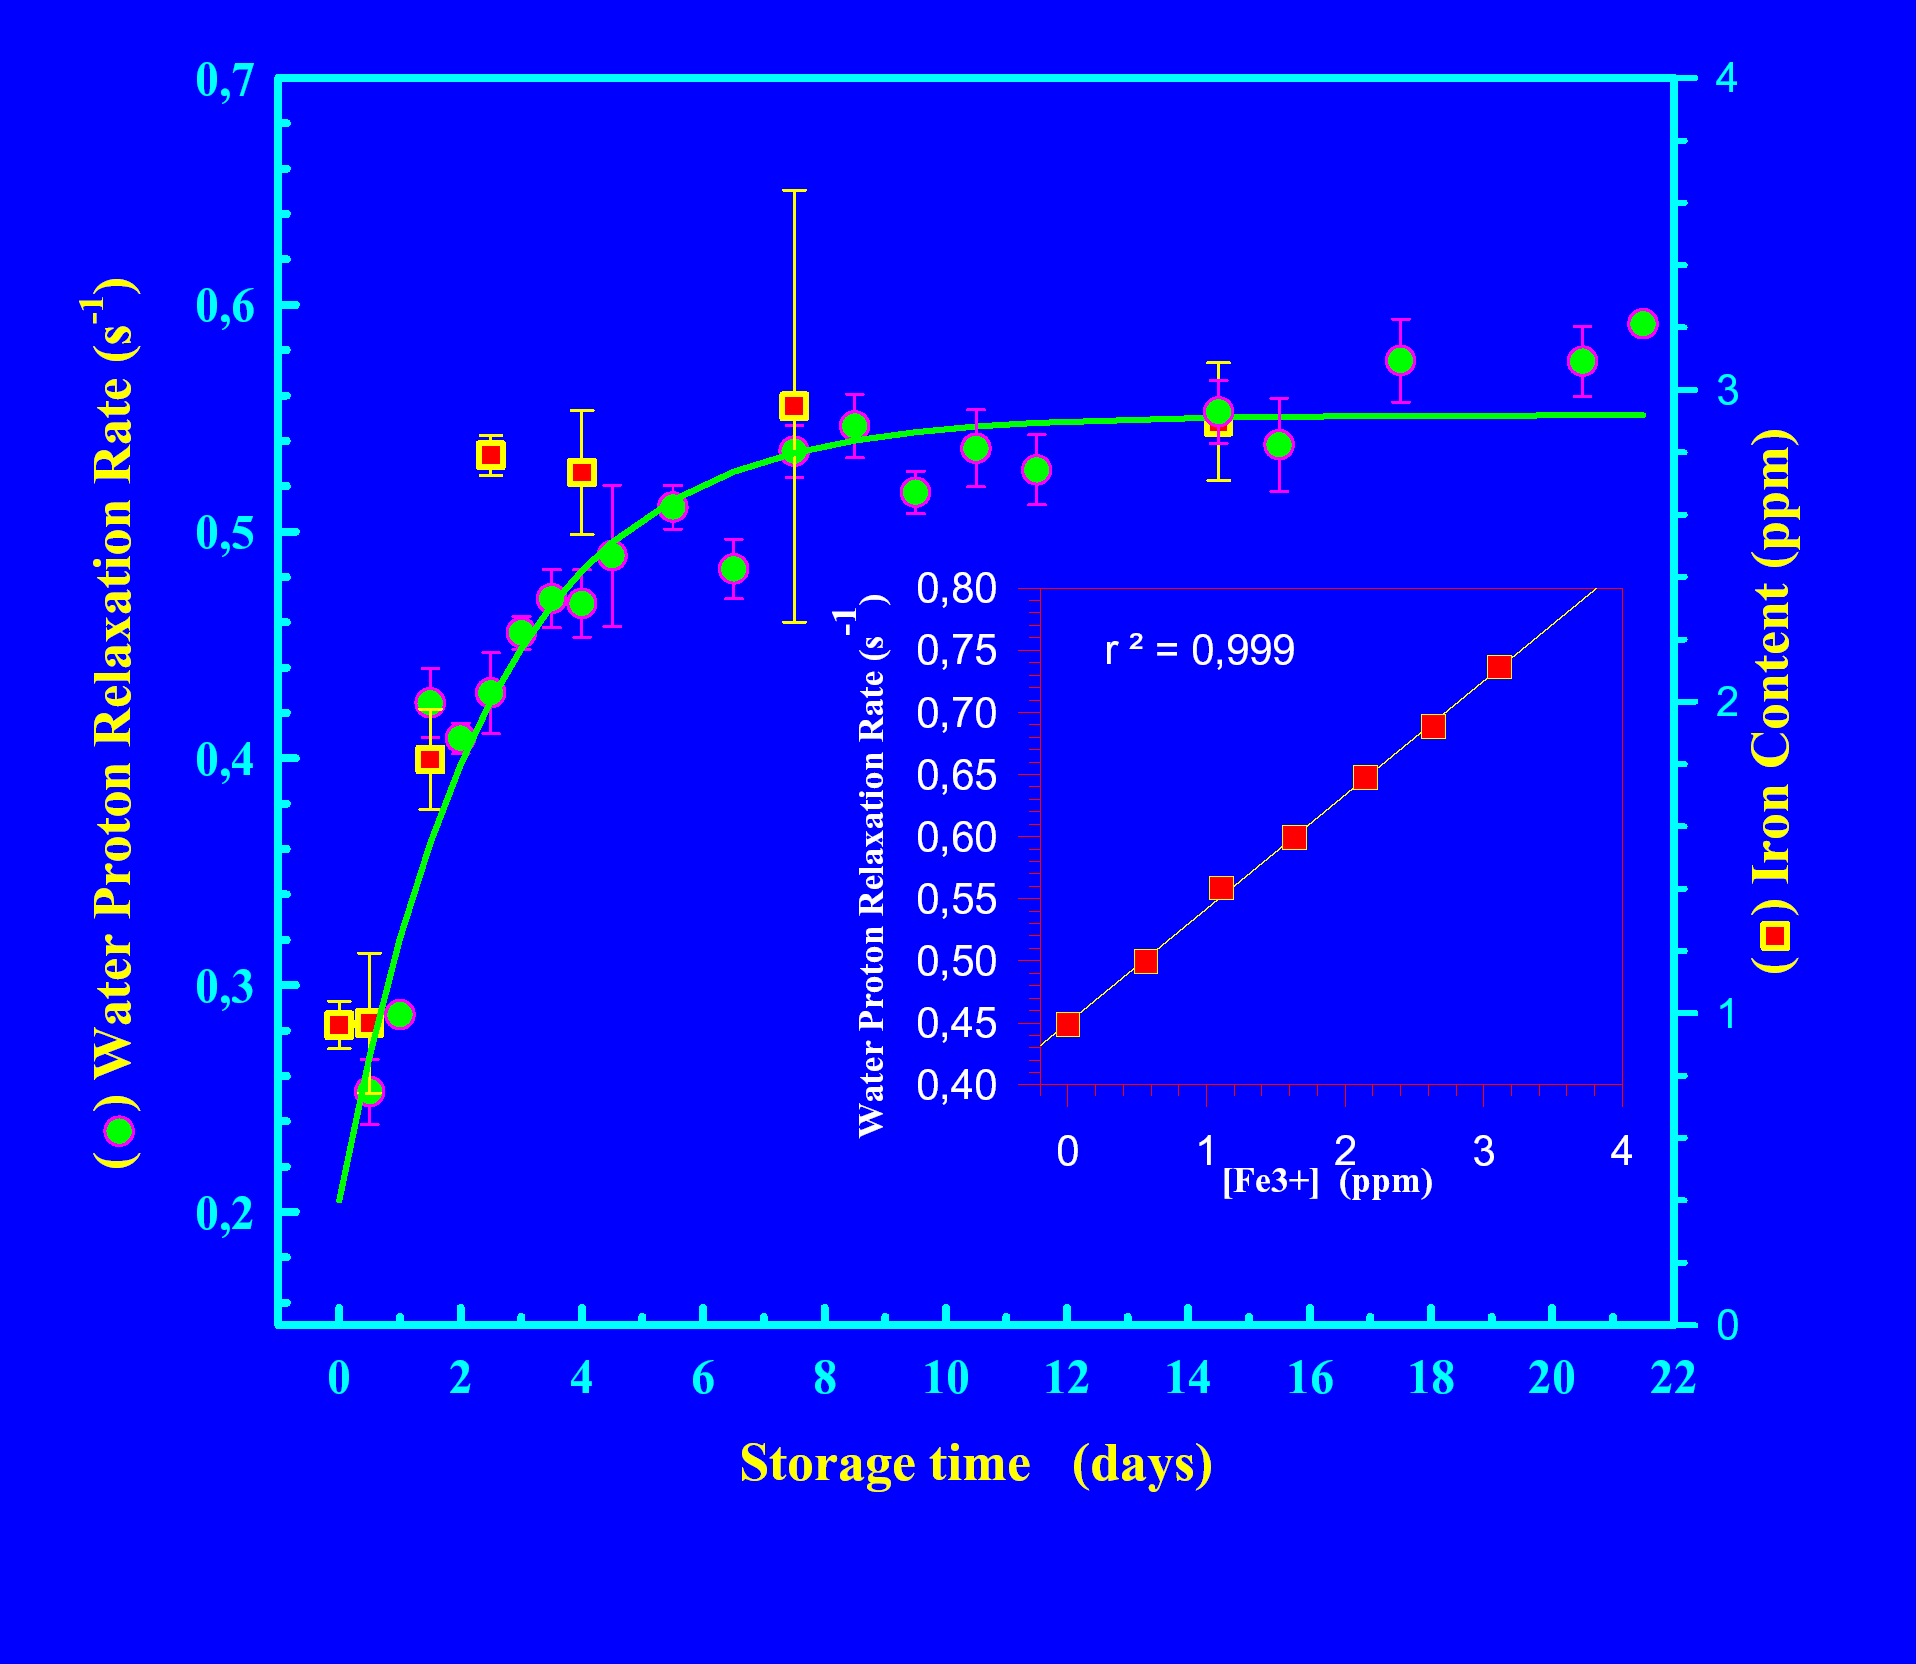 0,7
0,6
0,5
0,4
0,3
0,2
() Water Proton Relaxation Rate (s-1)
4
3
2
1
0
() Iron Content (ppm)
0 2 4 6 8 10 12 14 16 18 20 22
Storage time (days)
r ² = 0,999
0,80
0,75
0,70
0,65
0,60
0,55
0,50
0,45
0,40
Water Proton Relaxation Rate (s-1)
0 1 2 3 4
[Fe3+] (ppm)